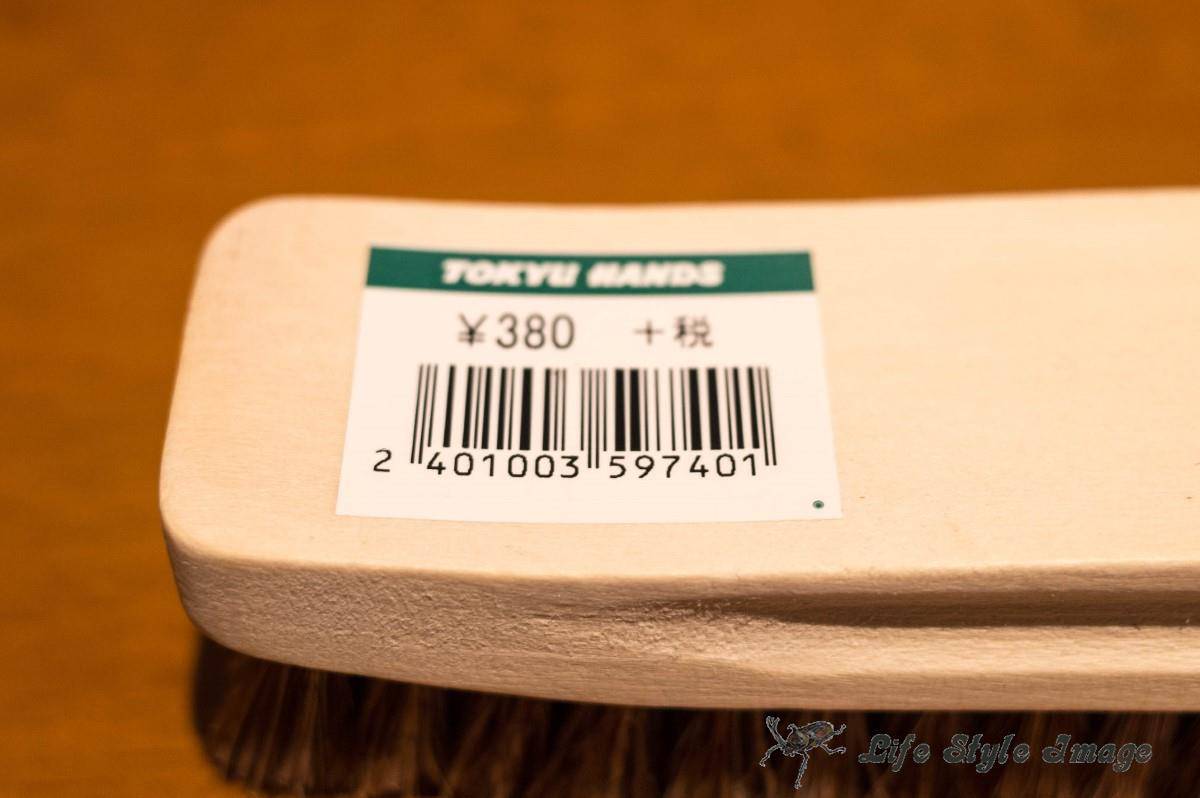 TOKYU HANDS
¥380 +税
2 401003 597401
Life Style Image